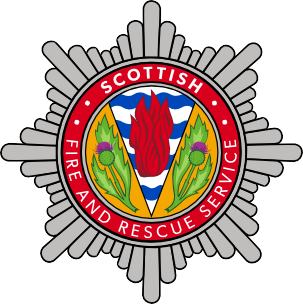 SCOTTISH
FIRE AND RESCUE SERVICE